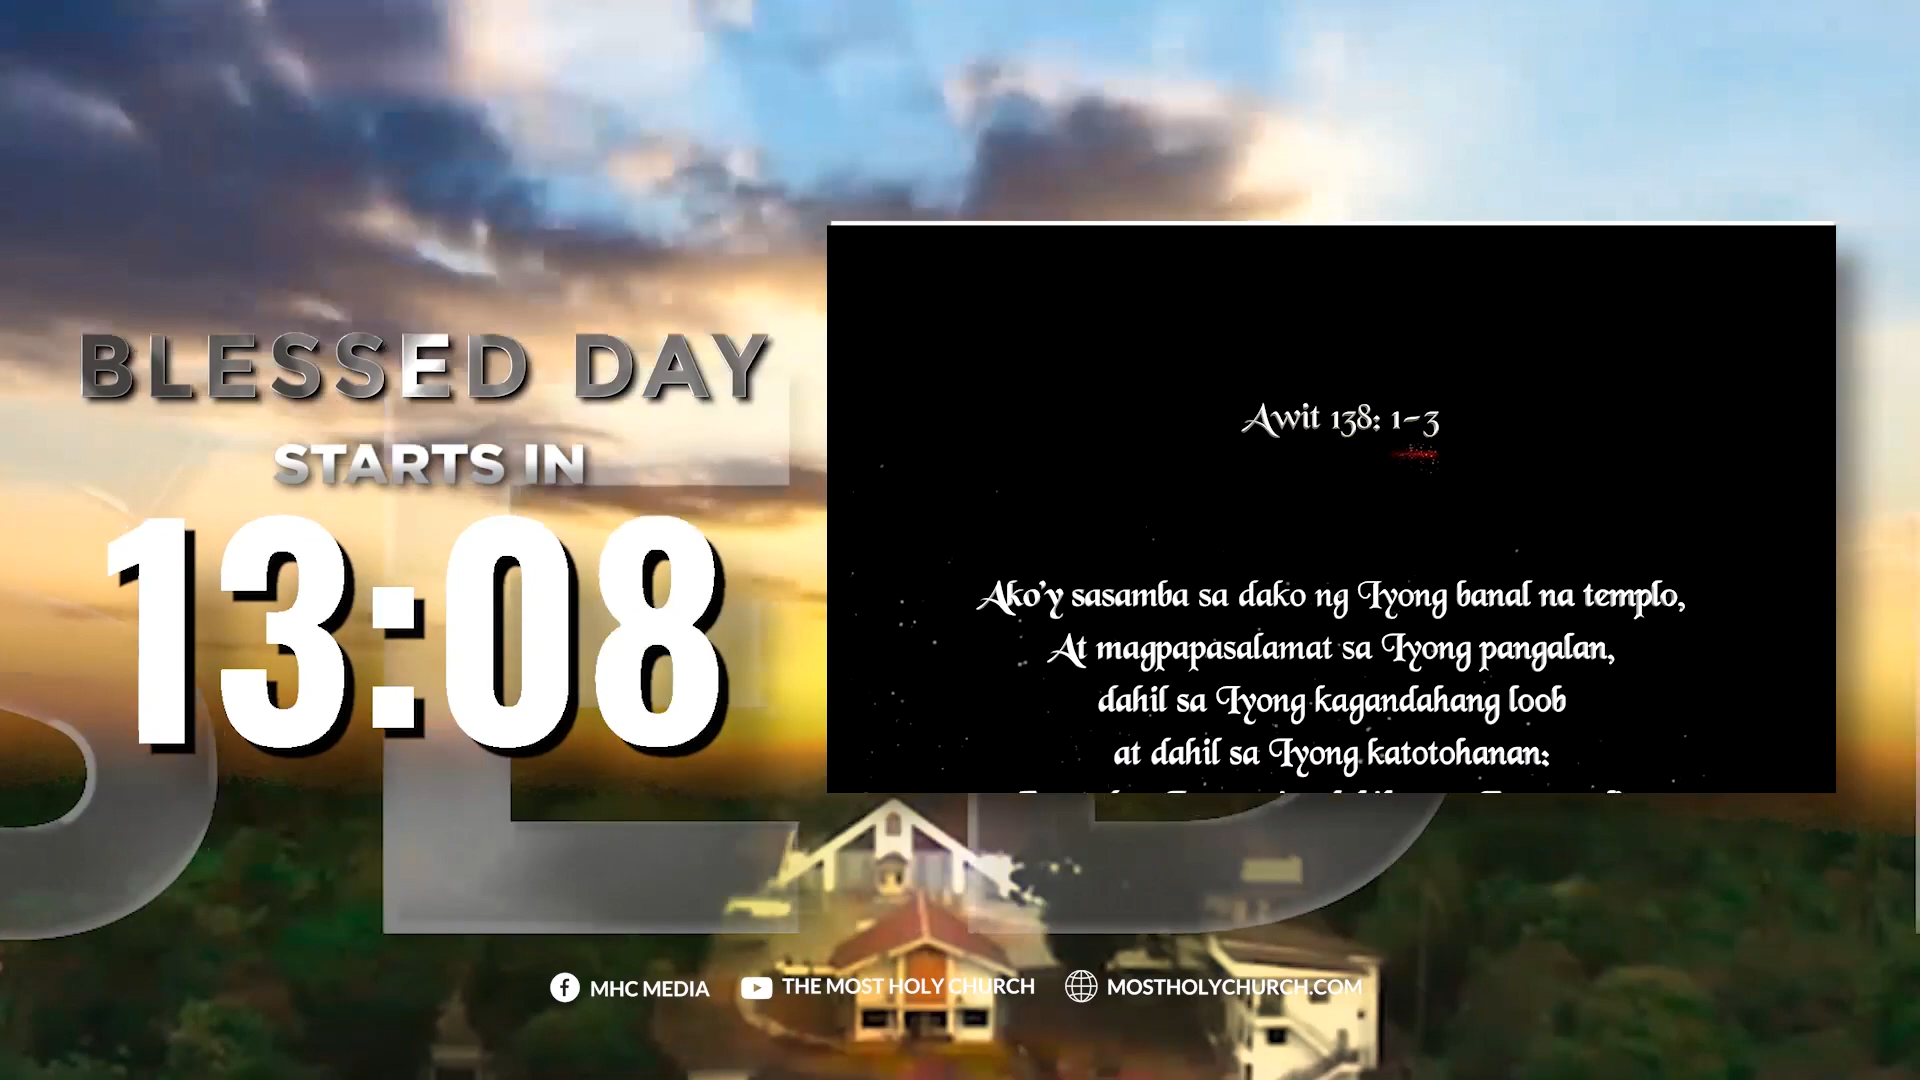 BLESSED DAY
STARTS IN
13:08
Awit 138: 1-3
Ako'y sasamba sa dako ng Iyong banal na templo,
At magpapasalamat sa Iyong pangalan,
dahil sa Iyong kagandahang loob
at dahil sa Iyong katotohanan:
MHC MEDIA
THE MOST HOLY CHURCH
MOSTHOLYCHURCH.COM